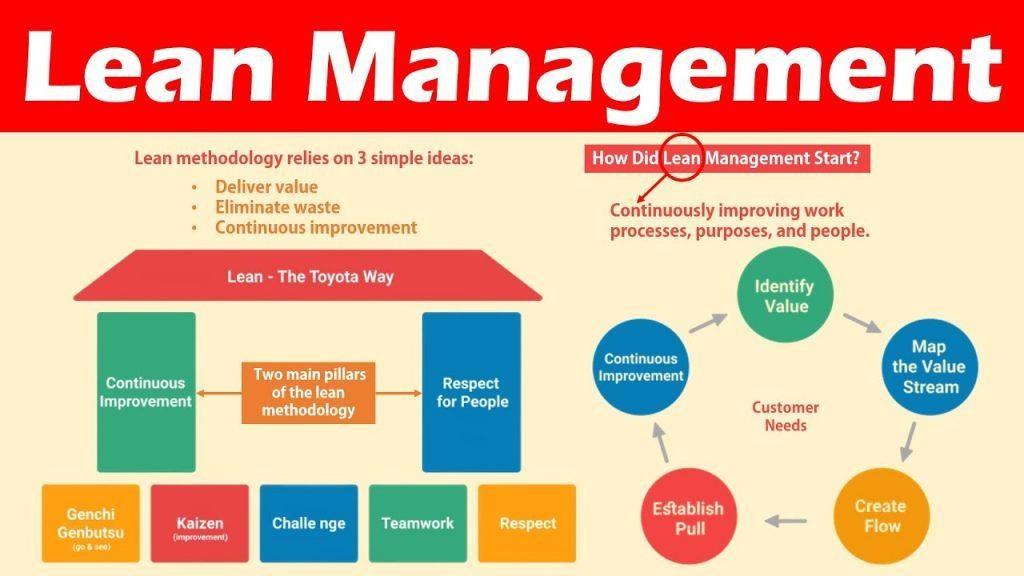 Lean Management
Lean methodology relies on 3 simple ideas:
• Deliver value
• Eliminate waste
• Continuous improvement
Lean - The Toyota Way
Continuous
Improvement
Two main pillars
of the lean
methodology
Respect
for People
Genchi
Genbutsu
(go & see)
Kaizen
(improvement)
Challe nge
Teamwork
Respect
How Did Lean Management Start?
Continuously improving work
processes, purposes, and people.
Identify
Value
Map
the Value
Stream
Create
Flow
Establish
Pull
Continuous
Improvement
Customer
Needs